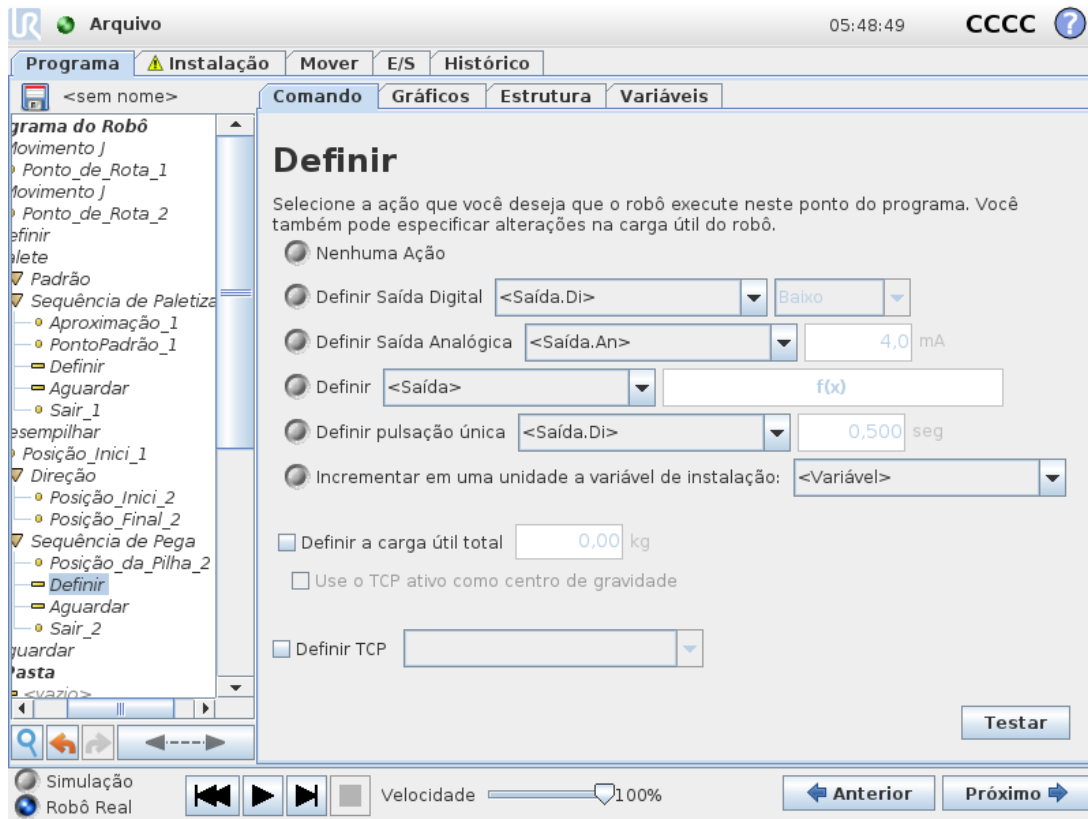 UR Arquivo 05:48:49 CCCC ?
Programa Instalação Mover E/S Histórico
<sem nome>
Comando Gráficos Estrutura Variáveis
grama do Robô
Movimento J
Ponto_de_Rota_1
Movimento J
Ponto_de_Rota_2
efinir
alete
Padrão
Sequência de Paletiza
Aproximação_1
PontoPadrão_1
Definir
Aguardar
Sair_1
esempilhar
Posição_Inici_1
Direção
Posição_Inici_2
Posição_Final_2
Sequência de Pega
Posição_da_Pilha_2
Definir
Aguardar
Sair_2
guardar
Pasta
<vazio>
Definir
Selecione a ação que você deseja que o robô execute neste ponto do programa. Você
também pode especificar alterações na carga útil do robô.
Nenhuma Ação
Definir Saída Digital <Saída.Di> Baixo
Definir Saída Analógica <Saída.An> 4,0 mA
Definir <Saída> f(x)
Definir pulsação única <Saída.Di> 0,500 seg
Incrementar em uma unidade a variável de instalação: <Variável>
Definir a carga útil total 0,00 kg
Use o TCP ativo como centro de gravidade
Definir TCP
Testar
Simulação
Robô Real
Velocidade 100%
Anterior Próximo